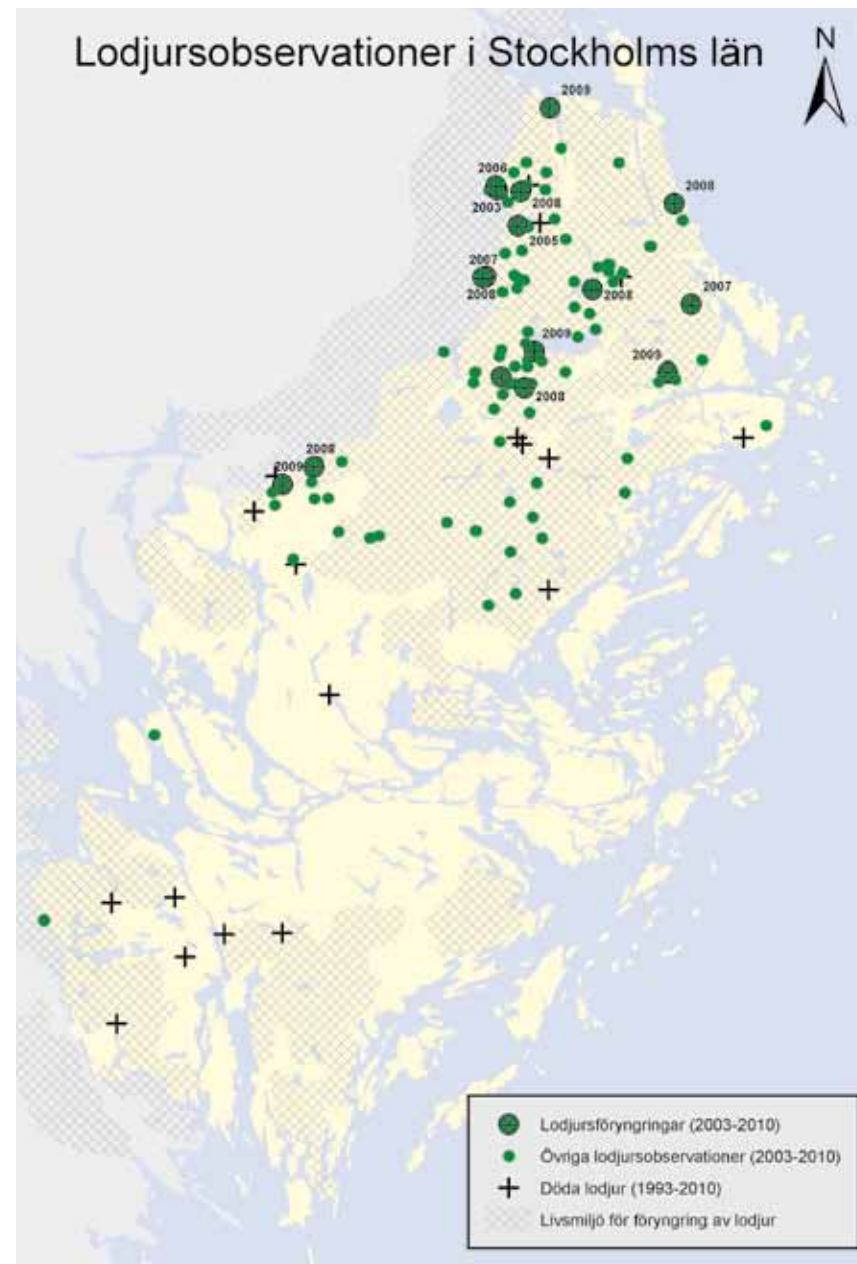 Lodjursobservationer i Stockholms län
N
2009
2006
2003
2008
2008
2005
2007
2008
2008
2007
2009
2009
2008
2008
2009
Lodjursföryngringar (2003-2010)
Övriga lodjursobservationer (2003-2010)
Döda lodjur (1993-2010)
Livsmiljö för föryngring av lodjur